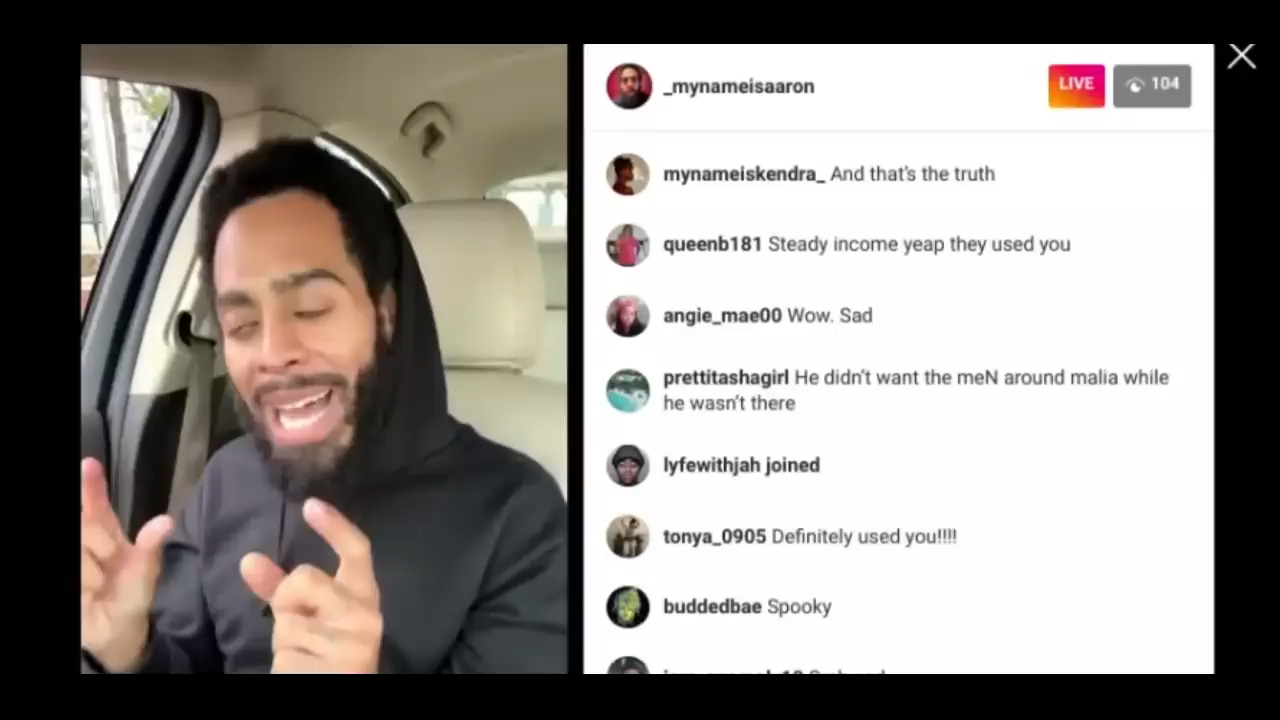 _mynameisaaron
LIVE
104
mynameiskendra_ And that's the truth
queenb181 Steady income yeap they used you
angie_mae00 Wow. Sad
prettitashagirl He didn't want the meN around malia while
he wasn't there
lyfewithjah joined
tonya_0905 Definitely used you!!!!
buddedbae Spooky